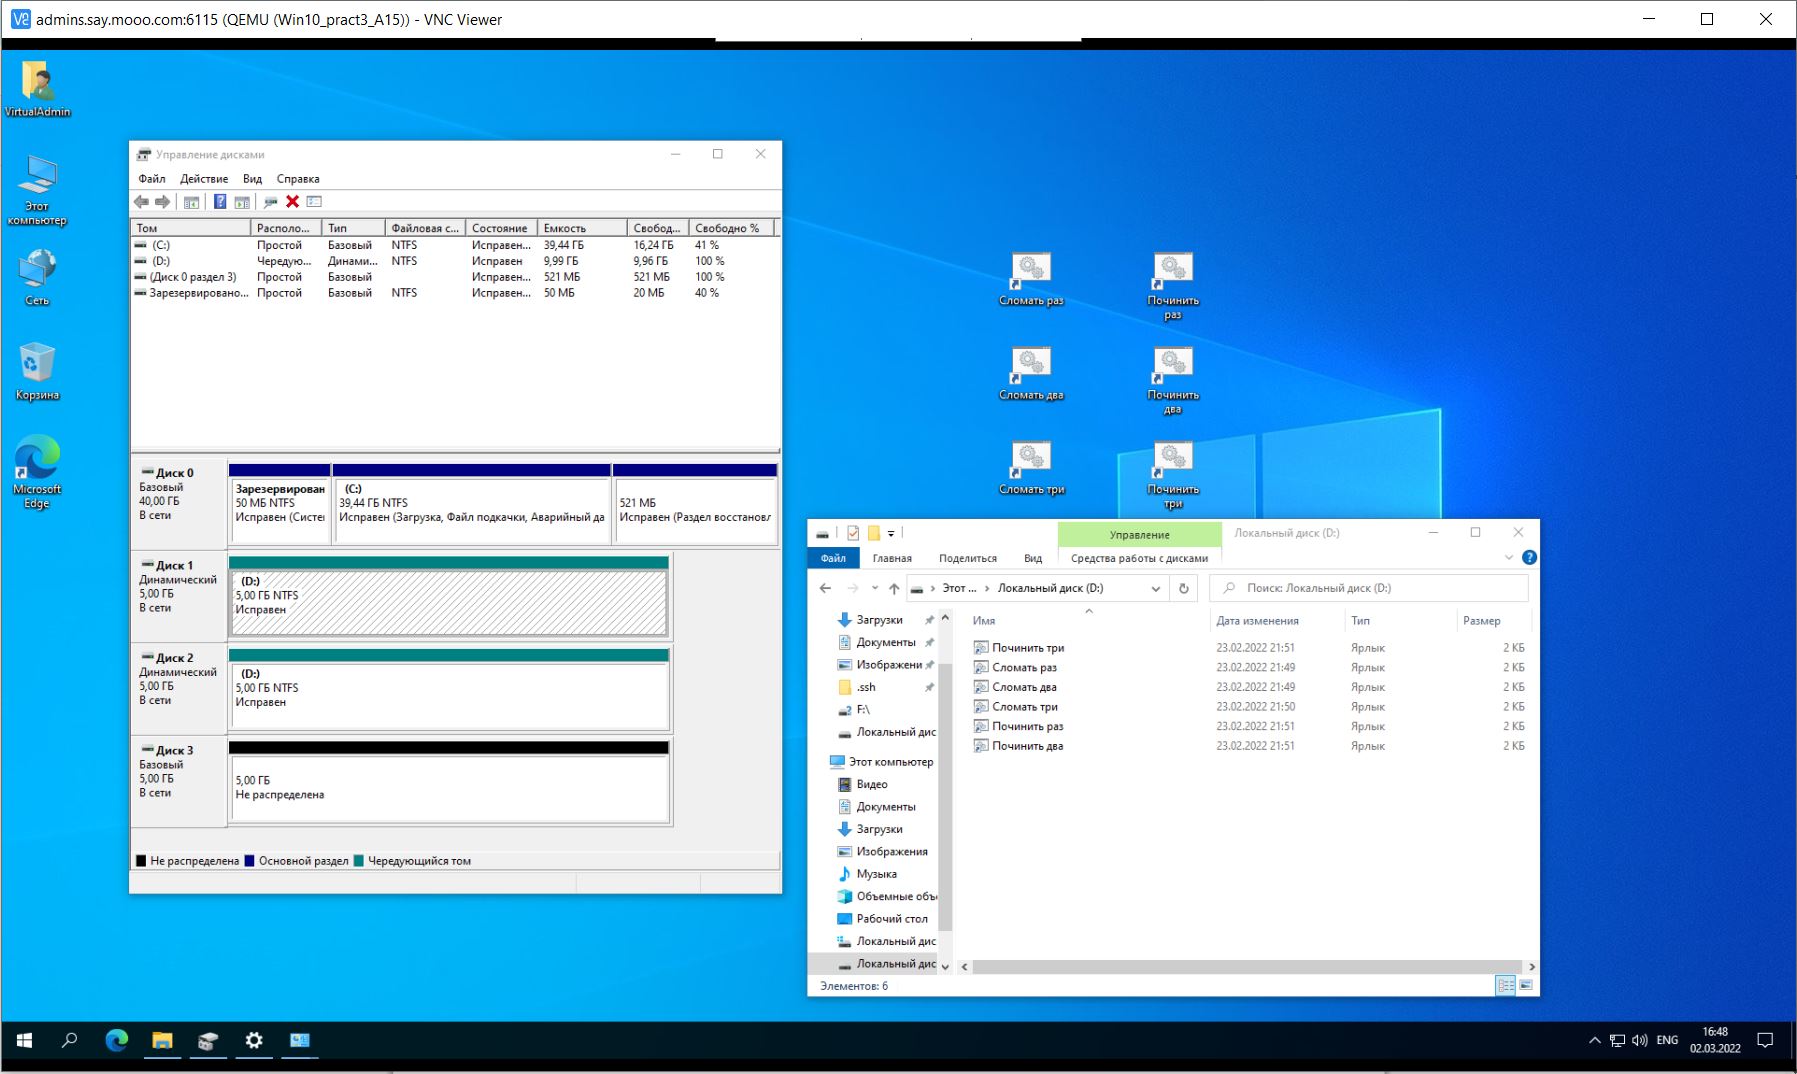 admins.say.mooo.com:6115 (QEMU (Win10_pract3_A15)) - VNC Viewer
VirtualAdmin
Этот
компьютер
Сеть
Корзина
Microsoft
Edge
Управление дисками
Файл Действие Вид Справка
Том Располо... Тип Файловая с... Состояние Емкость Свобод... Свободно %
(C:) Простой Базовый NTFS Исправен... 39,44 ГБ 16,24 ГБ 41 %
(D:) Чередую... Динами... NTFS Исправен 9,99 ГБ 9,96 ГБ 100 %
(Диск 0 раздел 3) Простой Базовый Исправен... 521 МБ 521 МБ 100 %
Зарезервировано... Простой Базовый NTFS Исправен... 50 МБ 20 МБ 40 %
Диск 0
Базовый
40,00 ГБ
В сети
Зарезервирован
50 МБ NTFS
Исправен (Систе
(C:)
39,44 ГБ NTFS
Исправен (Загрузка, Файл подкачки, Аварийный да
521 МБ
Исправен (Раздел восстановл
Диск 1
Динамический
5,00 ГБ
В сети
(D:)
5,00 ГБ NTFS
Исправен
Диск 2
Динамический
5,00 ГБ
В сети
(D:)
5,00 ГБ NTFS
Исправен
Диск 3
Базовый
5,00 ГБ
В сети
5,00 ГБ
Не распределена
Не распределена Основной раздел Чередующийся том
Сломать раз
Починить
раз
Сломать два
Починить
два
Сломать три
Починить
три
Управление
Локальный диск (D:)
Файл Главная Поделиться Вид Средства работы с дисками
Этот ... Локальный диск (D:)
Поиск: Локальный диск (D:)
Загрузки
Документы
Изображени
.ssh
F:\
Локальный дис
Этот компьютер
Видео
Документы
Загрузки
Изображения
Музыка
Объемные объ
Рабочий стол
Локальный дис
Локальный дис
Имя Дата изменения Тип Размер
Починить три 23.02.2022 21:51 Ярлык 2 КБ
Сломать раз 23.02.2022 21:49 Ярлык 2 КБ
Сломать два 23.02.2022 21:49 Ярлык 2 КБ
Сломать три 23.02.2022 21:50 Ярлык 2 КБ
Починить раз 23.02.2022 21:51 Ярлык 2 КБ
Починить два 23.02.2022 21:51 Ярлык 2 КБ
Элементов: 6
ENG
16:48
02.03.2022